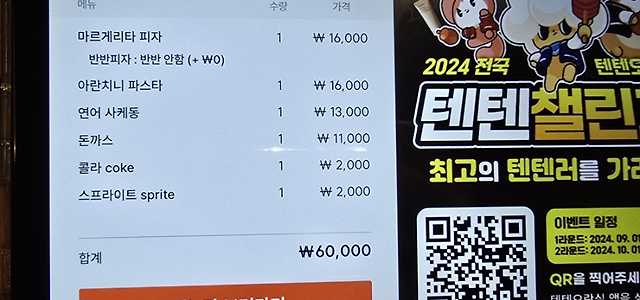 메뉴 수량 가격
마르게리타 피자 1 ₩ 16,000
반반피자 : 반반 안함 (+ ₩0)
아란치니 파스타 1 ₩ 16,000
연어 사케동 1 ₩ 13,000
돈까스 1 ₩ 11,000
콜라 coke 1 ₩ 2,000
스프라이트 sprite 1 ₩ 2,000
합계 ₩60,000
2024 전국 텐텐
텐텐챌린
최고의 텐텐러를 가
이벤트 일정
1라운드: 2024. 09. 01
2라운드: 2024. 10. 01
QR을 찍어주세